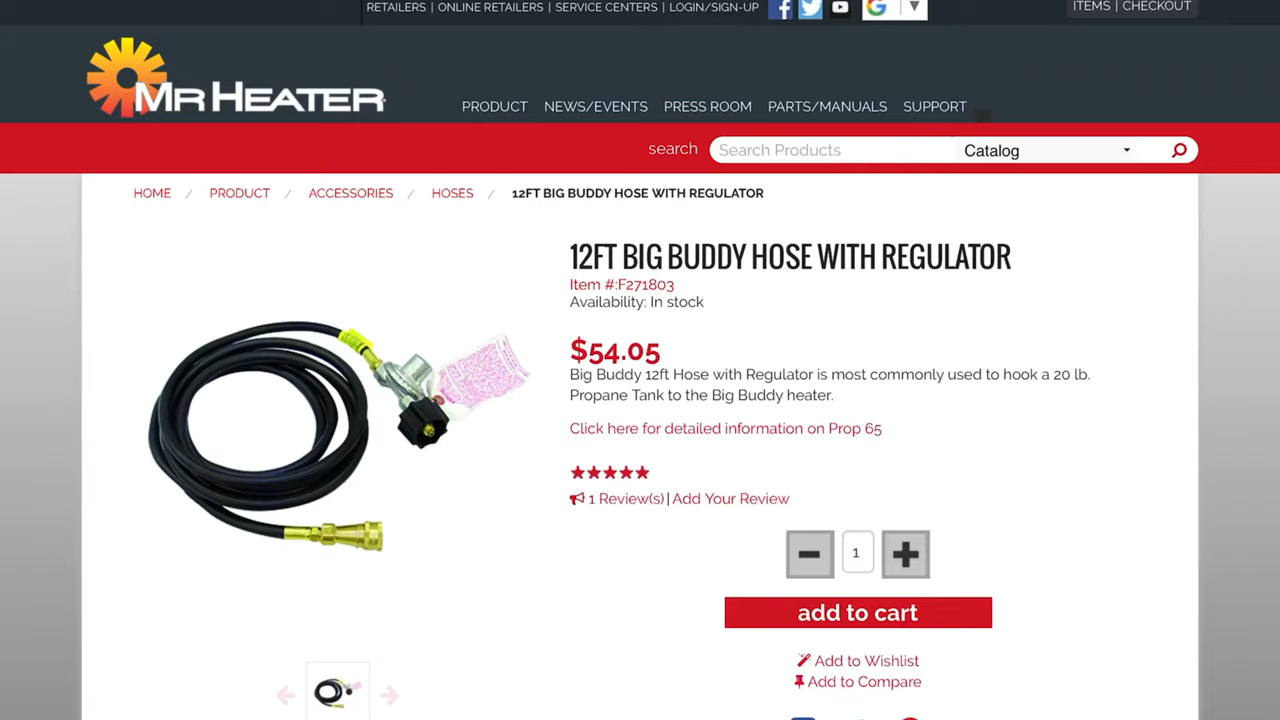 RETAILERS | ONLINE RETAILERS | SERVICE CENTERS | LOGIN/SIGN-UP
ITEMS | CHECKOUT
MR HEATER
PRODUCT NEWS/EVENTS PRESS ROOM PARTS/MANUALS SUPPORT
search Search Products Catalog
HOME / PRODUCT / ACCESSORIES / HOSES / 12FT BIG BUDDY HOSE WITH REGULATOR
12FT BIG BUDDY HOSE WITH REGULATOR
Item #:F271803
Availability: In stock
$54.05
Big Buddy 12ft Hose with Regulator is most commonly used to hook a 20 lb.
Propane Tank to the Big Buddy heater.
Click here for detailed information on Prop 65
1 Review(s) | Add Your Review
1
add to cart
Add to Wishlist
Add to Compare